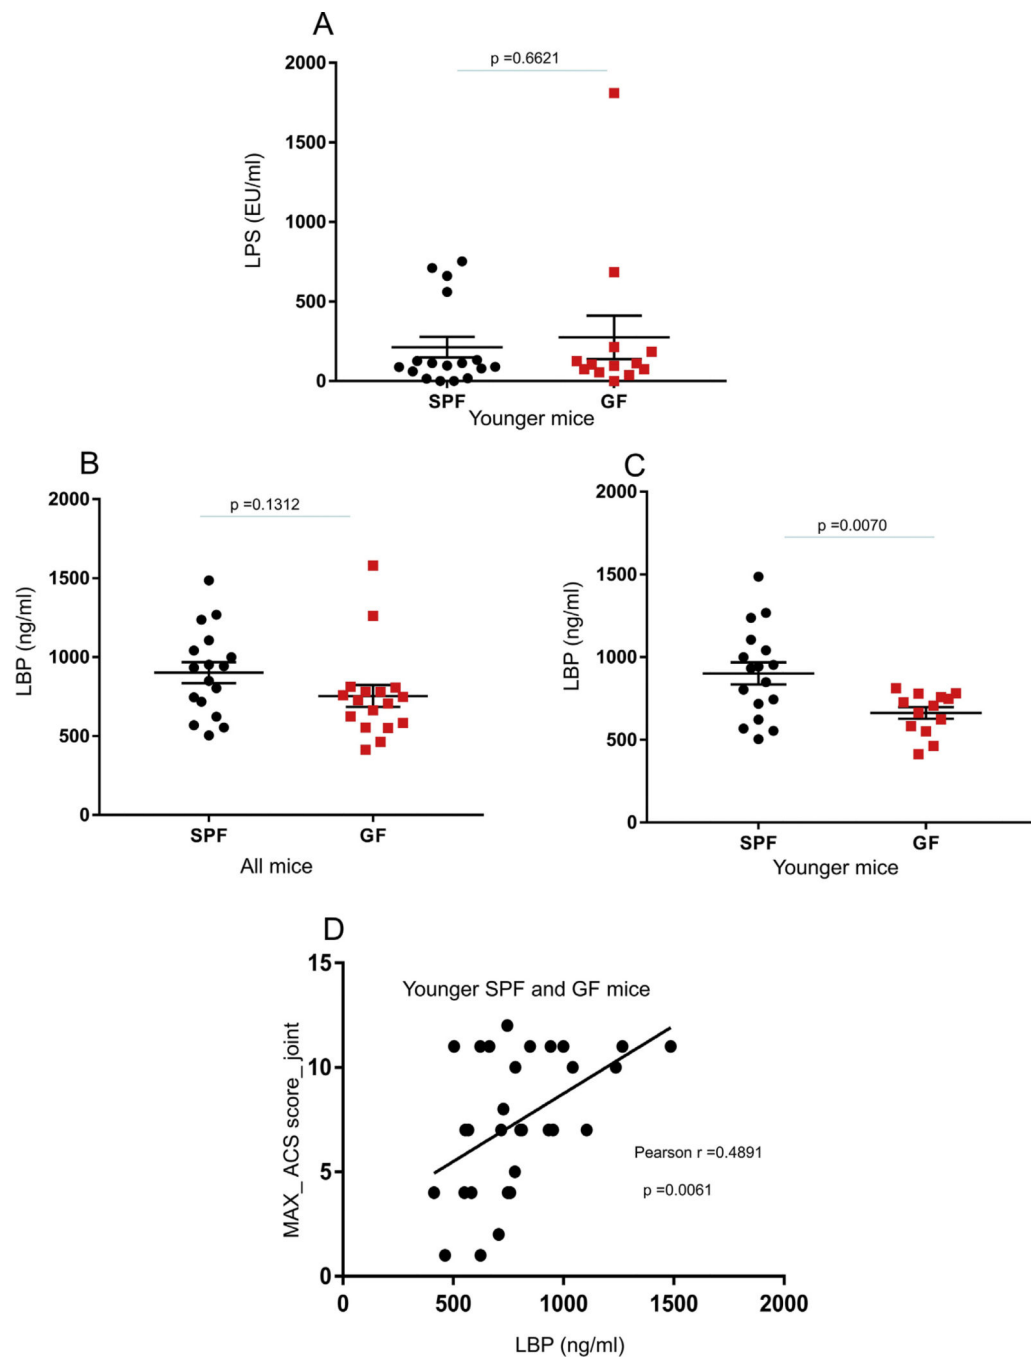 A
p =0.6621
2000
1500
1000
500
0
LPS (EU/ml)
SPF
GF
Younger mice
B
p =0.1312
2000
1500
1000
500
0
LBP (ng/ml)
SPF
GF
All mice
C
p =0.0070
2000
1500
1000
500
0
LBP (ng/ml)
SPF
GF
Younger mice
D
Younger SPF and GF mice
15
10
5
0
MAX_ ACS score_joint
Pearson r =0.4891
p =0.0061
0
500
1000
1500
2000
LBP (ng/ml)